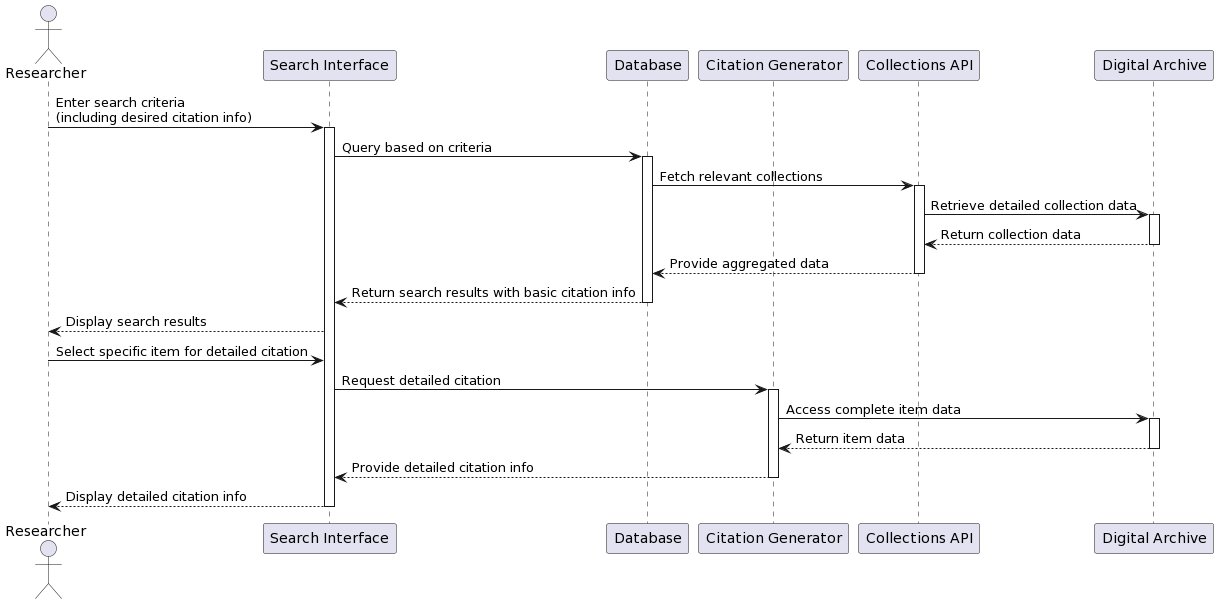 Researcher
Search Interface
Database
Citation Generator
Collections API
Digital Archive
Enter search criteria
(including desired citation info)
Query based on criteria
Fetch relevant collections
Retrieve detailed collection data
Return collection data
Provide aggregated data
Return search results with basic citation info
Display search results
Select specific item for detailed citation
Request detailed citation
Access complete item data
Return item data
Provide detailed citation info
Display detailed citation info
Researcher
Search Interface
Database
Citation Generator
Collections API
Digital Archive